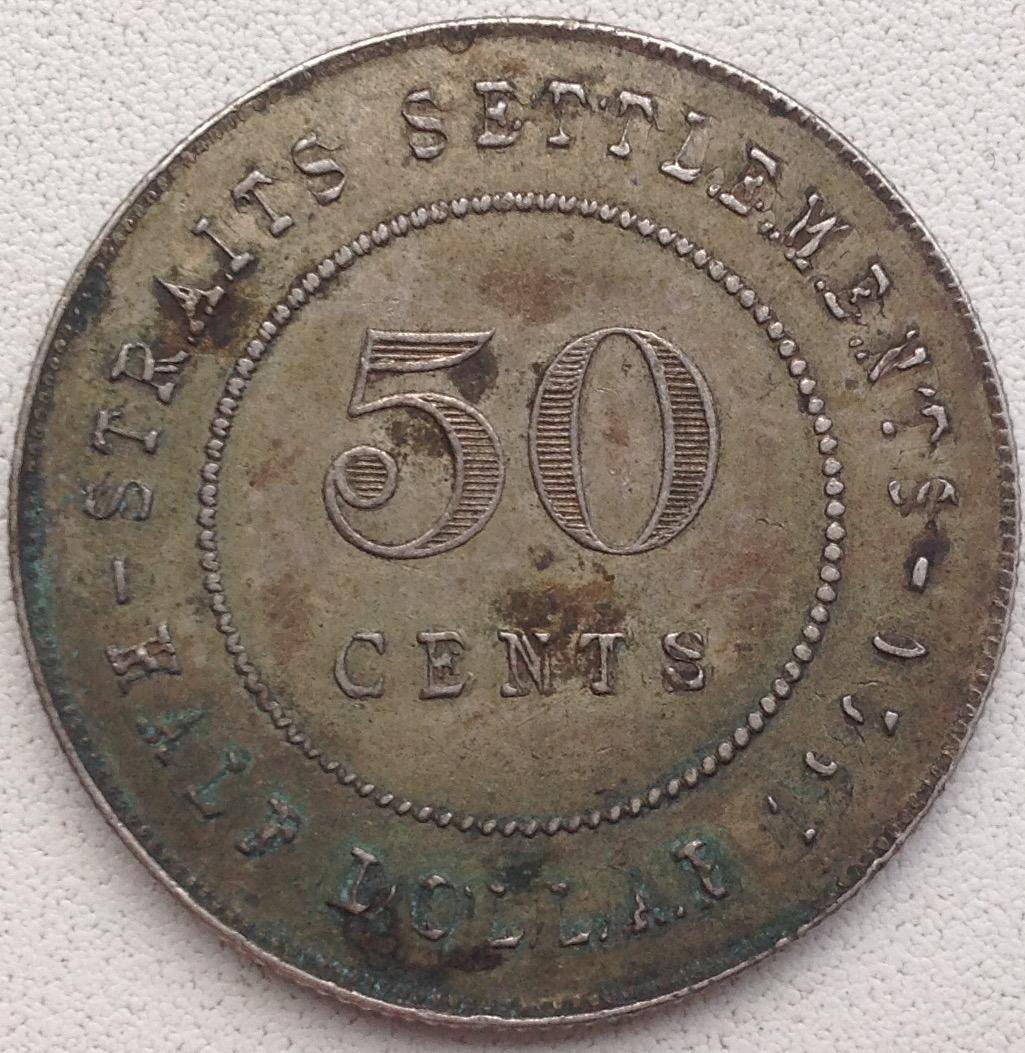 STRAITS SETTLEMENTS
50
CENTS
HALF DOLLAR